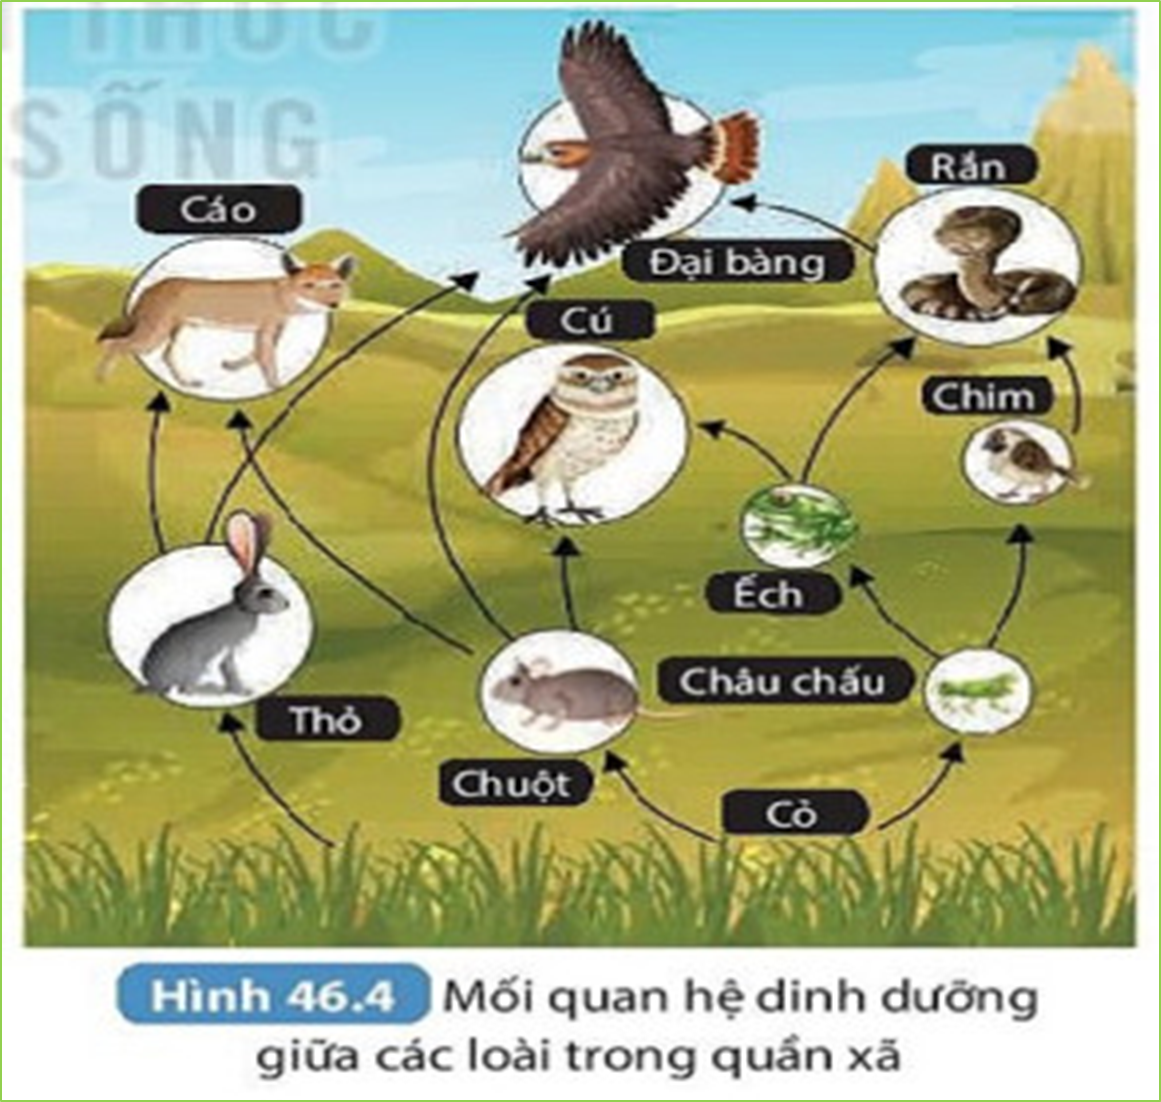 THỨC
SỐNG
Rắn
Cáo
Đại bàng
Cú
Chim
Ếch
Châu chấu
Thỏ
Chuột
Cỏ
Hình 46.4 Mối quan hệ dinh dưỡng
giữa các loài trong quần xã